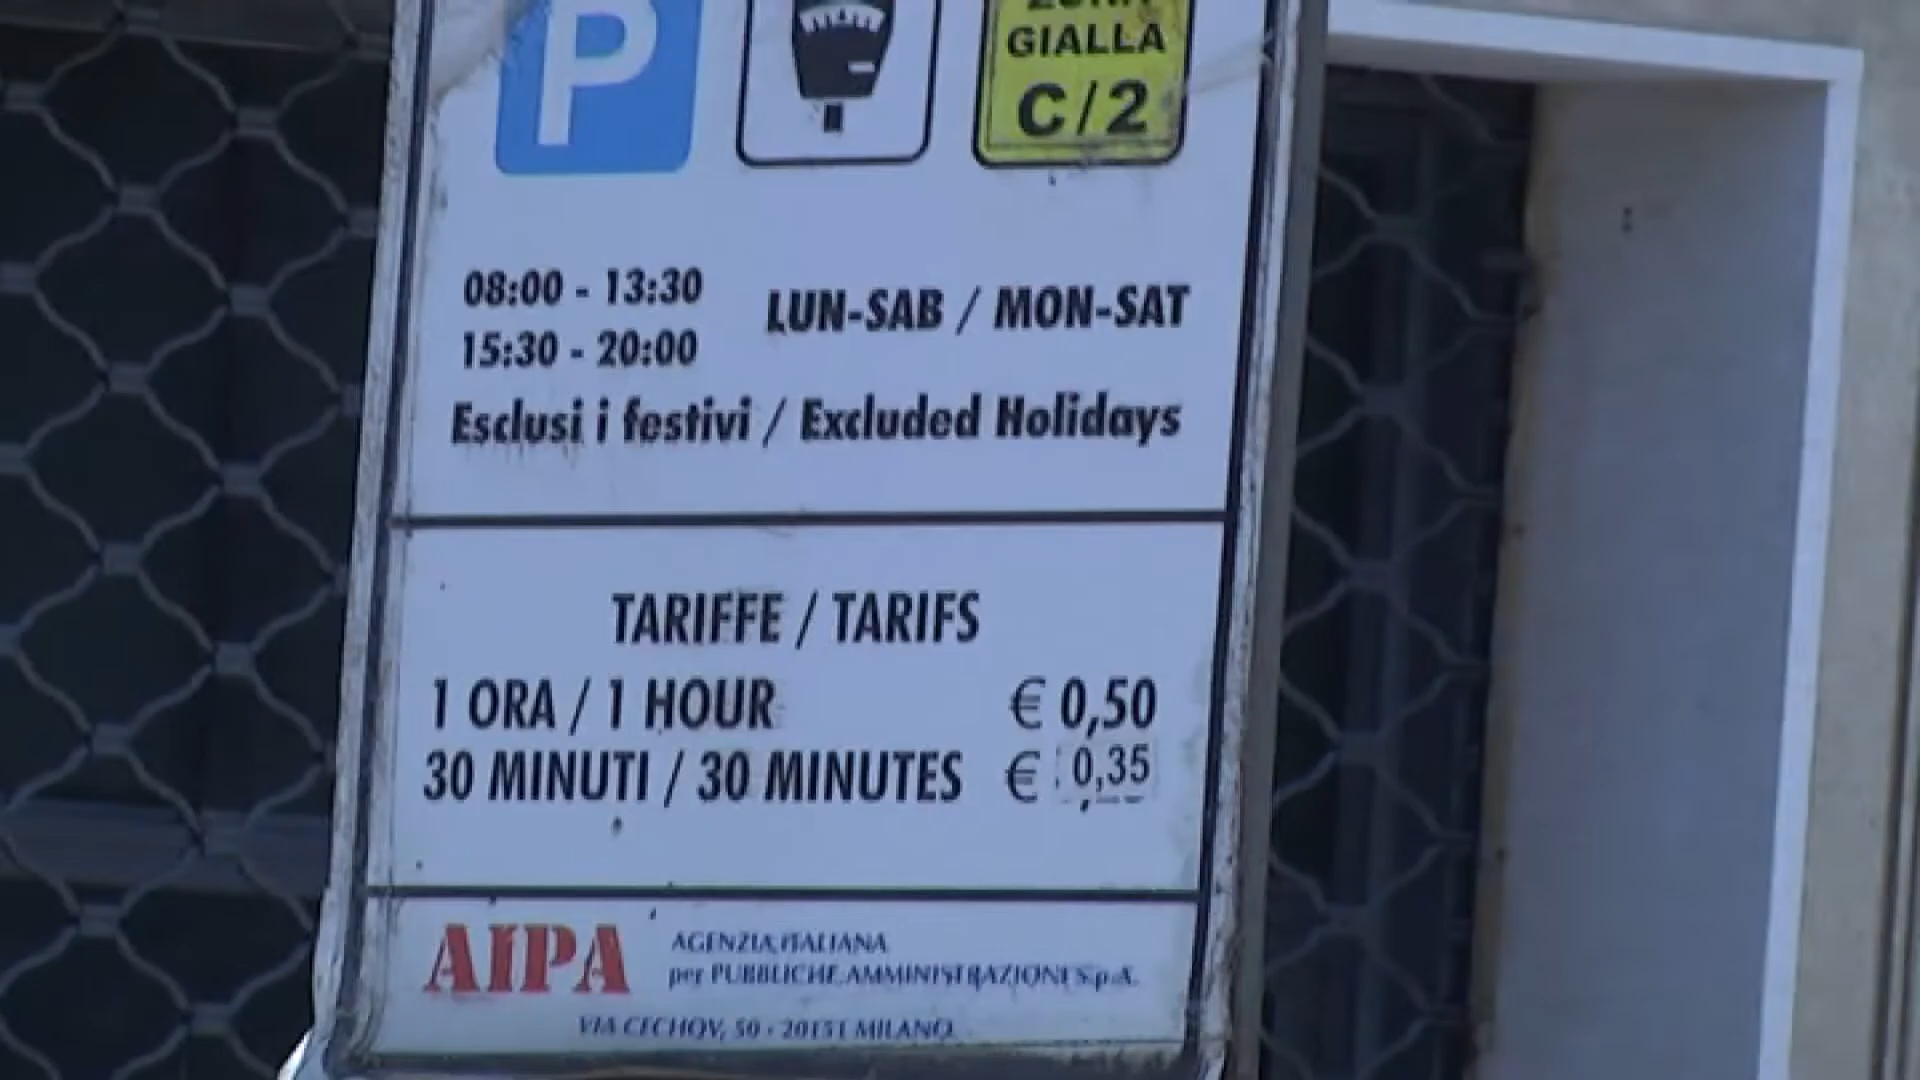 P
GIALLA
C/2
08:00 - 13:30
15:30 - 20:00
LUN-SAB / MON-SAT
Esclusi i festivi / Excluded Holidays
TARIFFE / TARIFS
1 ORA / 1 HOUR € 0,50
30 MINUTI / 30 MINUTES € 0,35
AIPA
AGENZIA ITALIANA
per PUBBLICHE AMMINISTRAZIONI S.p.A.
VIA CECHOV, 50 - 20151 MILANO